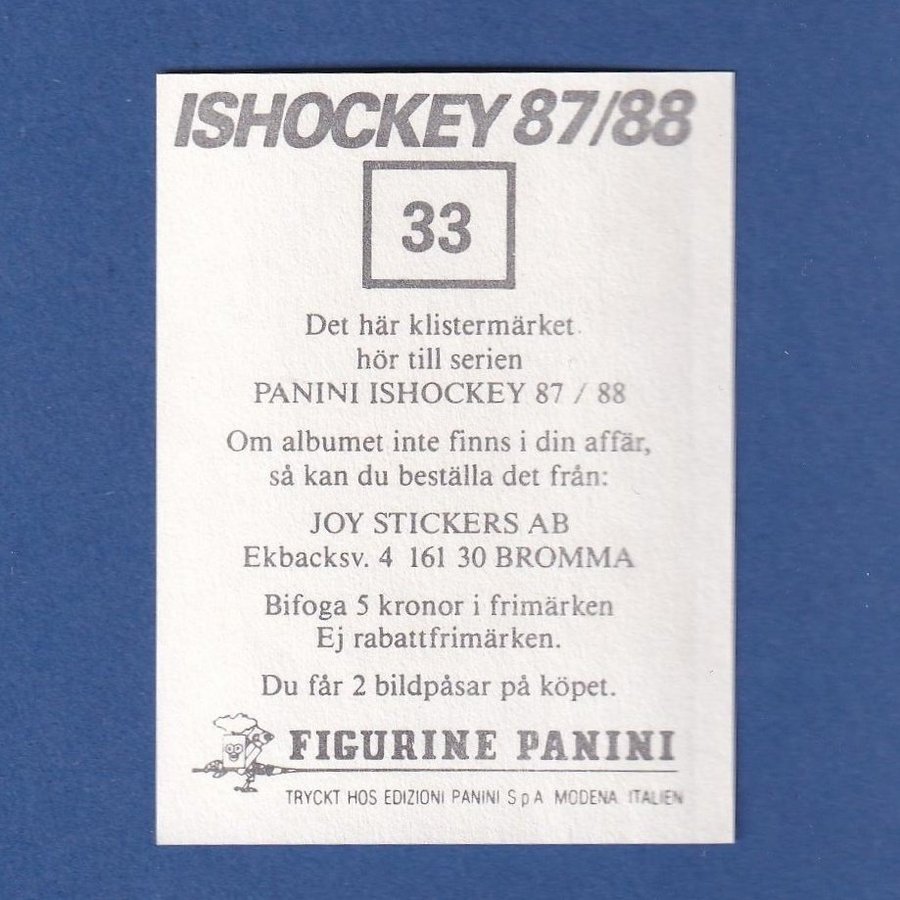 ISHOCKEY 87/88
33
Det här klistermärket
hör till serien
PANINI ISHOCKEY 87 / 88
Om albumet inte finns i din affär,
så kan du beställa det från:
JOY STICKERS AB
Ekbacksv. 4 161 30 BROMMA
Bifoga 5 kronor i frimärken
Ej rabattfrimärken.
Du får 2 bildpåsar på köpet.
FIGURINE PANINI
TRYCKT HOS EDIZIONI PANINI S p A MODENA ITALIEN